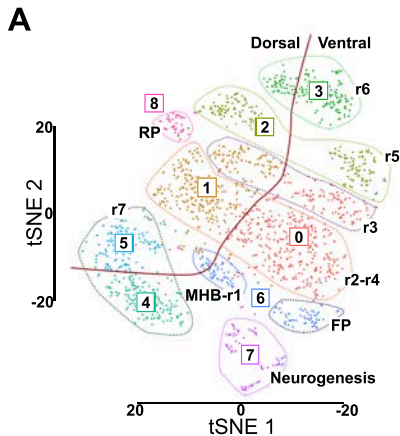 A
Dorsal Ventral
3
r6
8
2
RP
20
r5
1
0
r3
tSNE 2
r7
0
5
r2-r4
4
MHB-r1
6
-20
FP
7
Neurogenesis
20 0 -20
tSNE 1